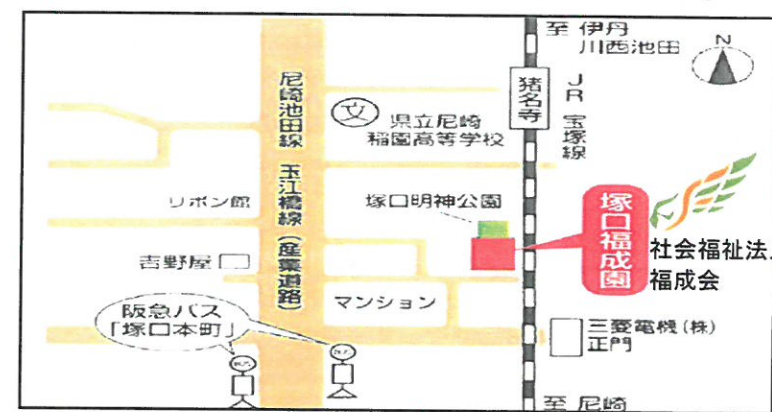 至 伊丹
川西池田
N
猪名寺
JR 宝塚線
尼崎池田線 玉江橋線(産業道路)
文
県立尼崎
稲園高等学校
リボン館
塚口明神公園
塚口福成園
社会福祉法人
福成会
吉野屋
マンション
阪急バス
「塚口本町」
三菱電機(株)
正門
至 尼崎